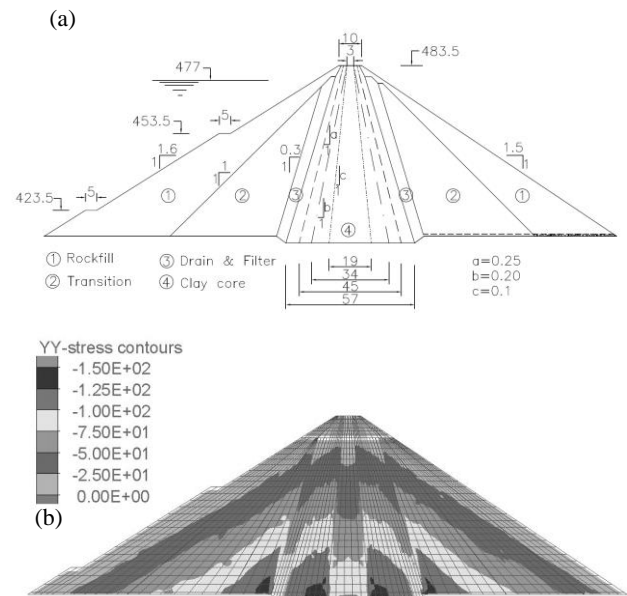 (a)
10
3
483.5
477
453.5
5
1.6
1
0.3
1
a
1.5
1
1
1
c
423.5
5
b
① ② ③ ③ ② ①
④
① Rockfill ③ Drain & Filter
② Transition ④ Clay core
19
34
45
57
a=0.25
b=0.20
c=0.1
YY-stress contours
-1.50E+02
-1.25E+02
-1.00E+02
-7.50E+01
-5.00E+01
-2.50E+01
0.00E+00
(b)